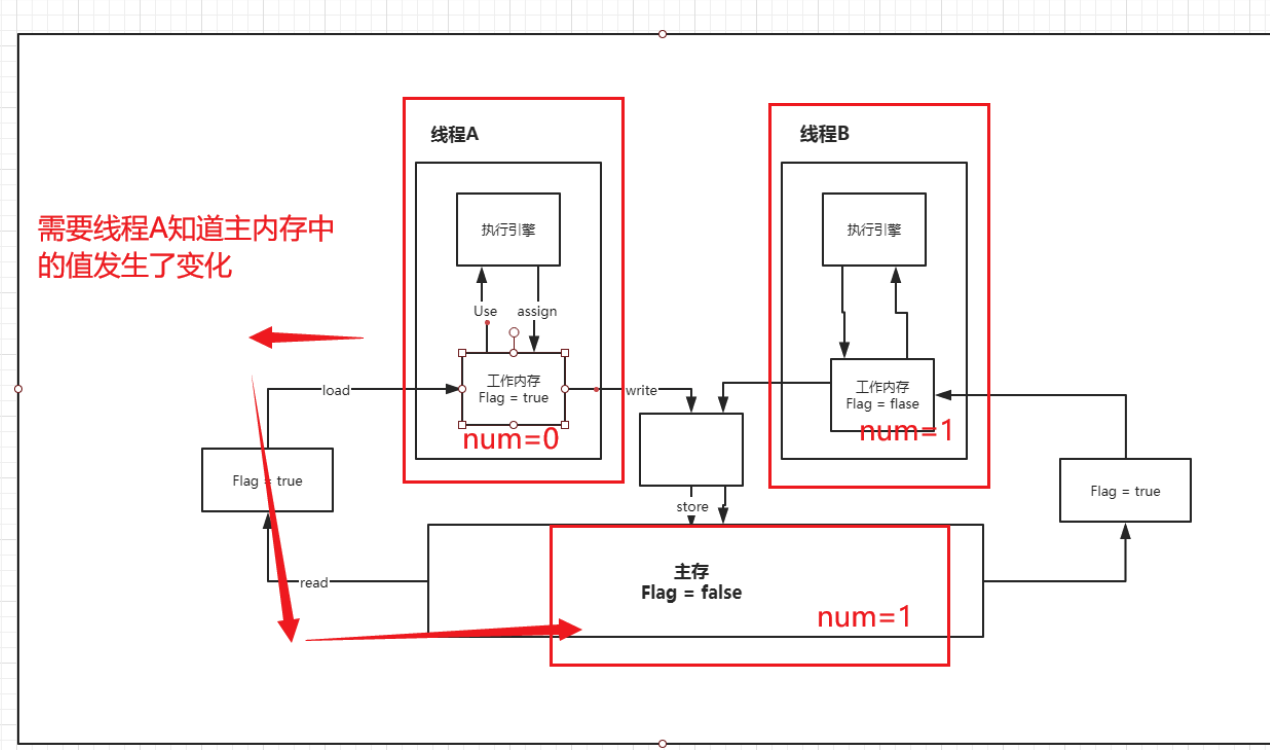 线程A
线程B
需要线程A知道主内存中
的值发生了变化
执行引擎
执行引擎
Use
assign
工作内存
Flag = true
工作内存
Flag = flase
load
write
num=0
num=1
Flag = true
Flag = true
store
read
主存
Flag = false
num=1